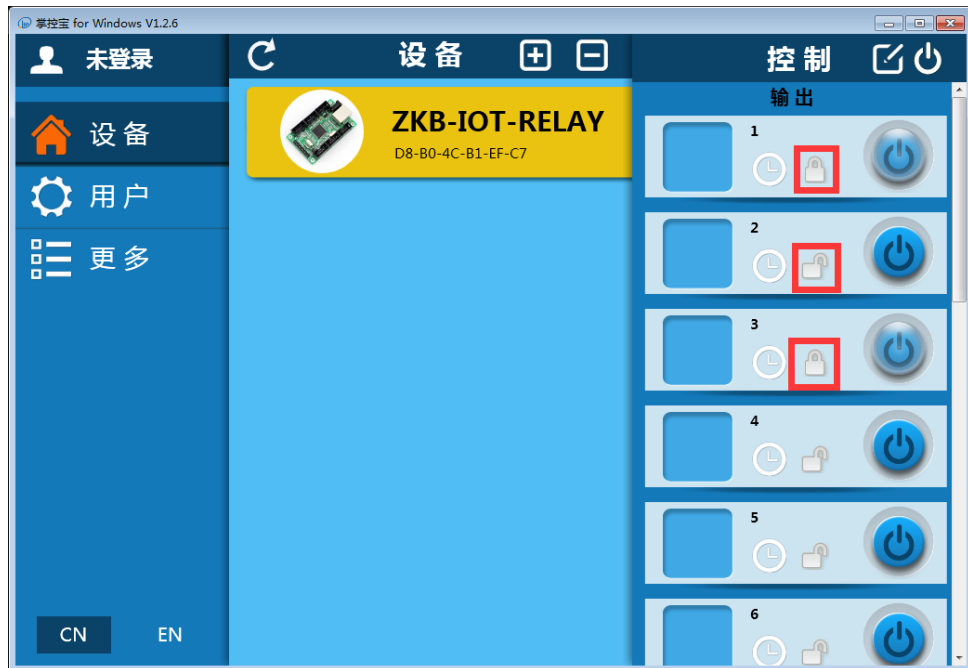 掌控宝 for Windows V1.2.6
未登录
设备
用户
更多
CN EN
设备
ZKB-IOT-RELAY
D8-B0-4C-B1-EF-C7
控制
输出
1
2
3
4
5
6